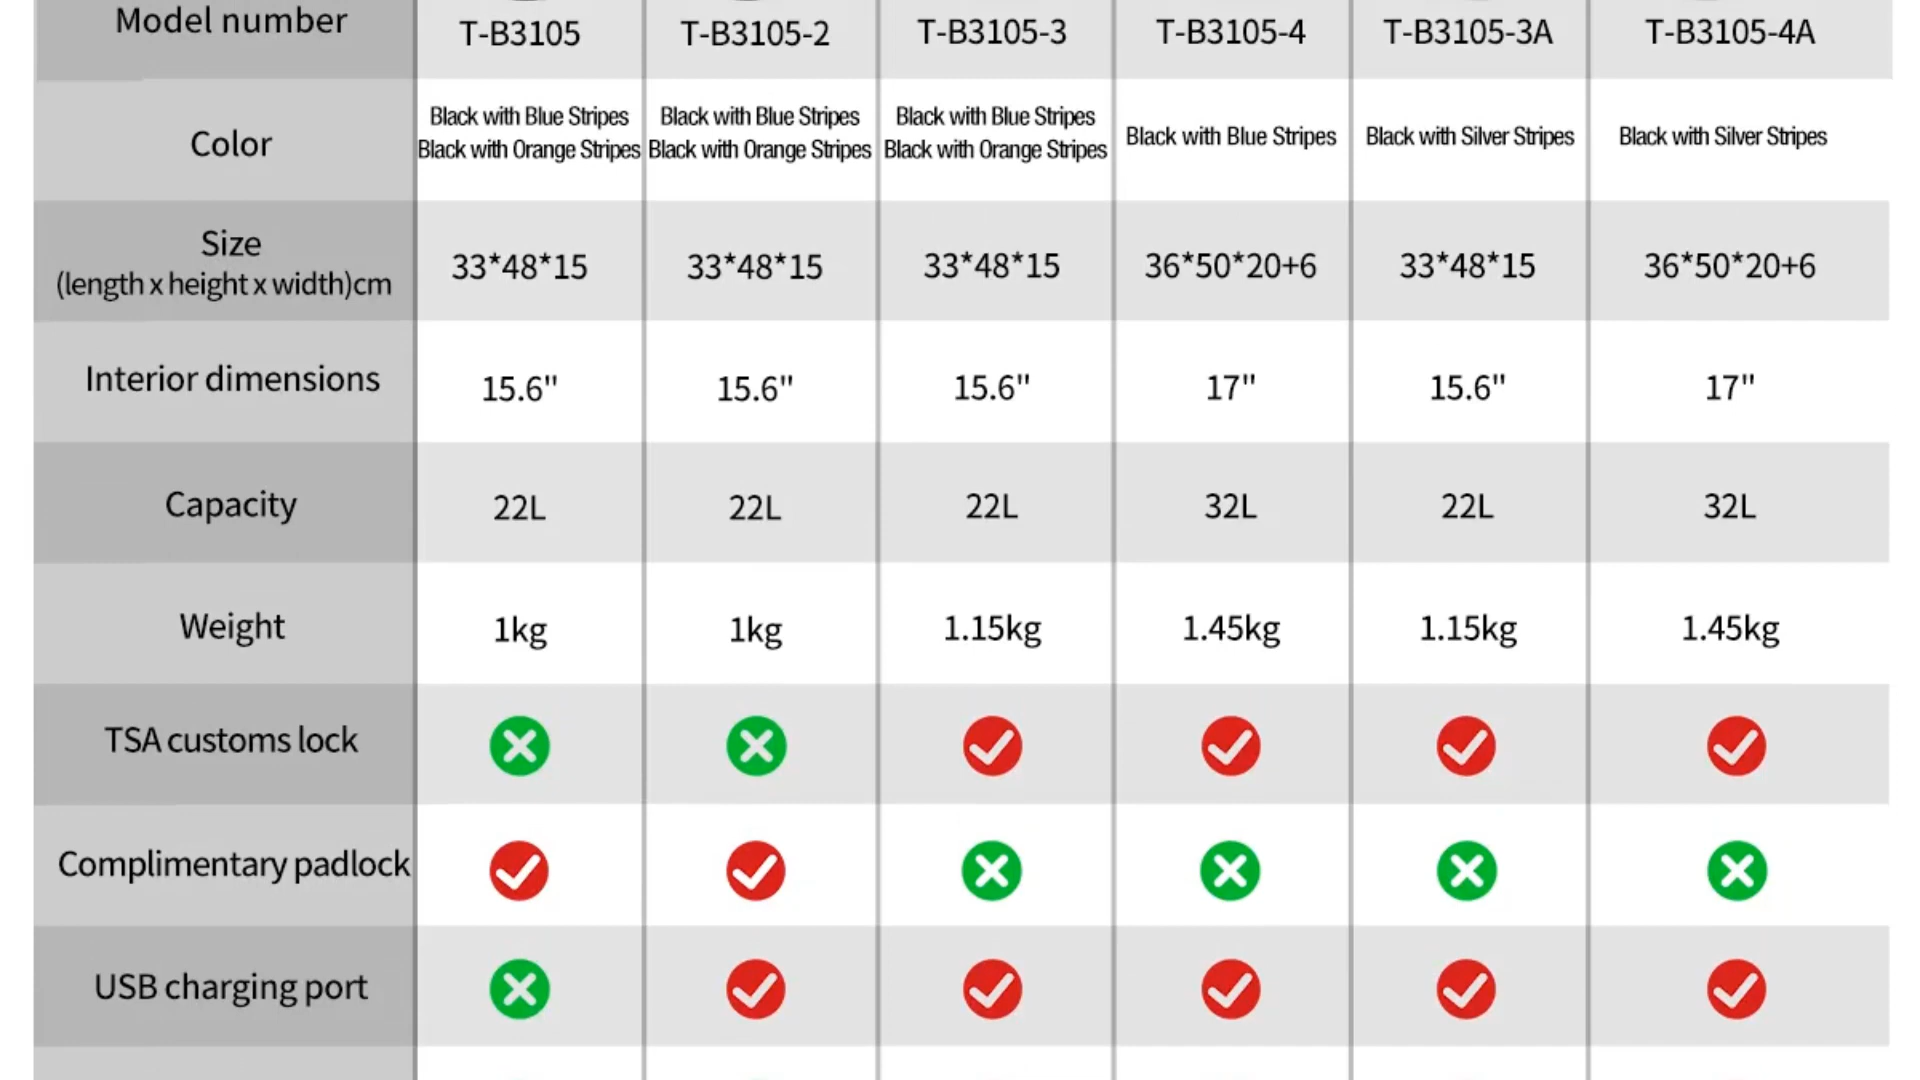 Model number T-B3105 T-B3105-2 T-B3105-3 T-B3105-4 T-B3105-3A T-B3105-4A
Color
Black with Blue Stripes
Black with Orange Stripes
Black with Blue Stripes
Black with Orange Stripes
Black with Blue Stripes
Black with Orange Stripes
Black with Blue Stripes
Black with Silver Stripes
Black with Silver Stripes
Size
(length x height x width)cm
33*48*15 33*48*15 33*48*15 36*50*20+6 33*48*15 36*50*20+6
Interior dimensions 15.6" 15.6" 15.6" 17" 15.6" 17"
Capacity 22L 22L 22L 32L 22L 32L
Weight 1kg 1kg 1.15kg 1.45kg 1.15kg 1.45kg
TSA customs lock
Complimentary padlock
USB charging port